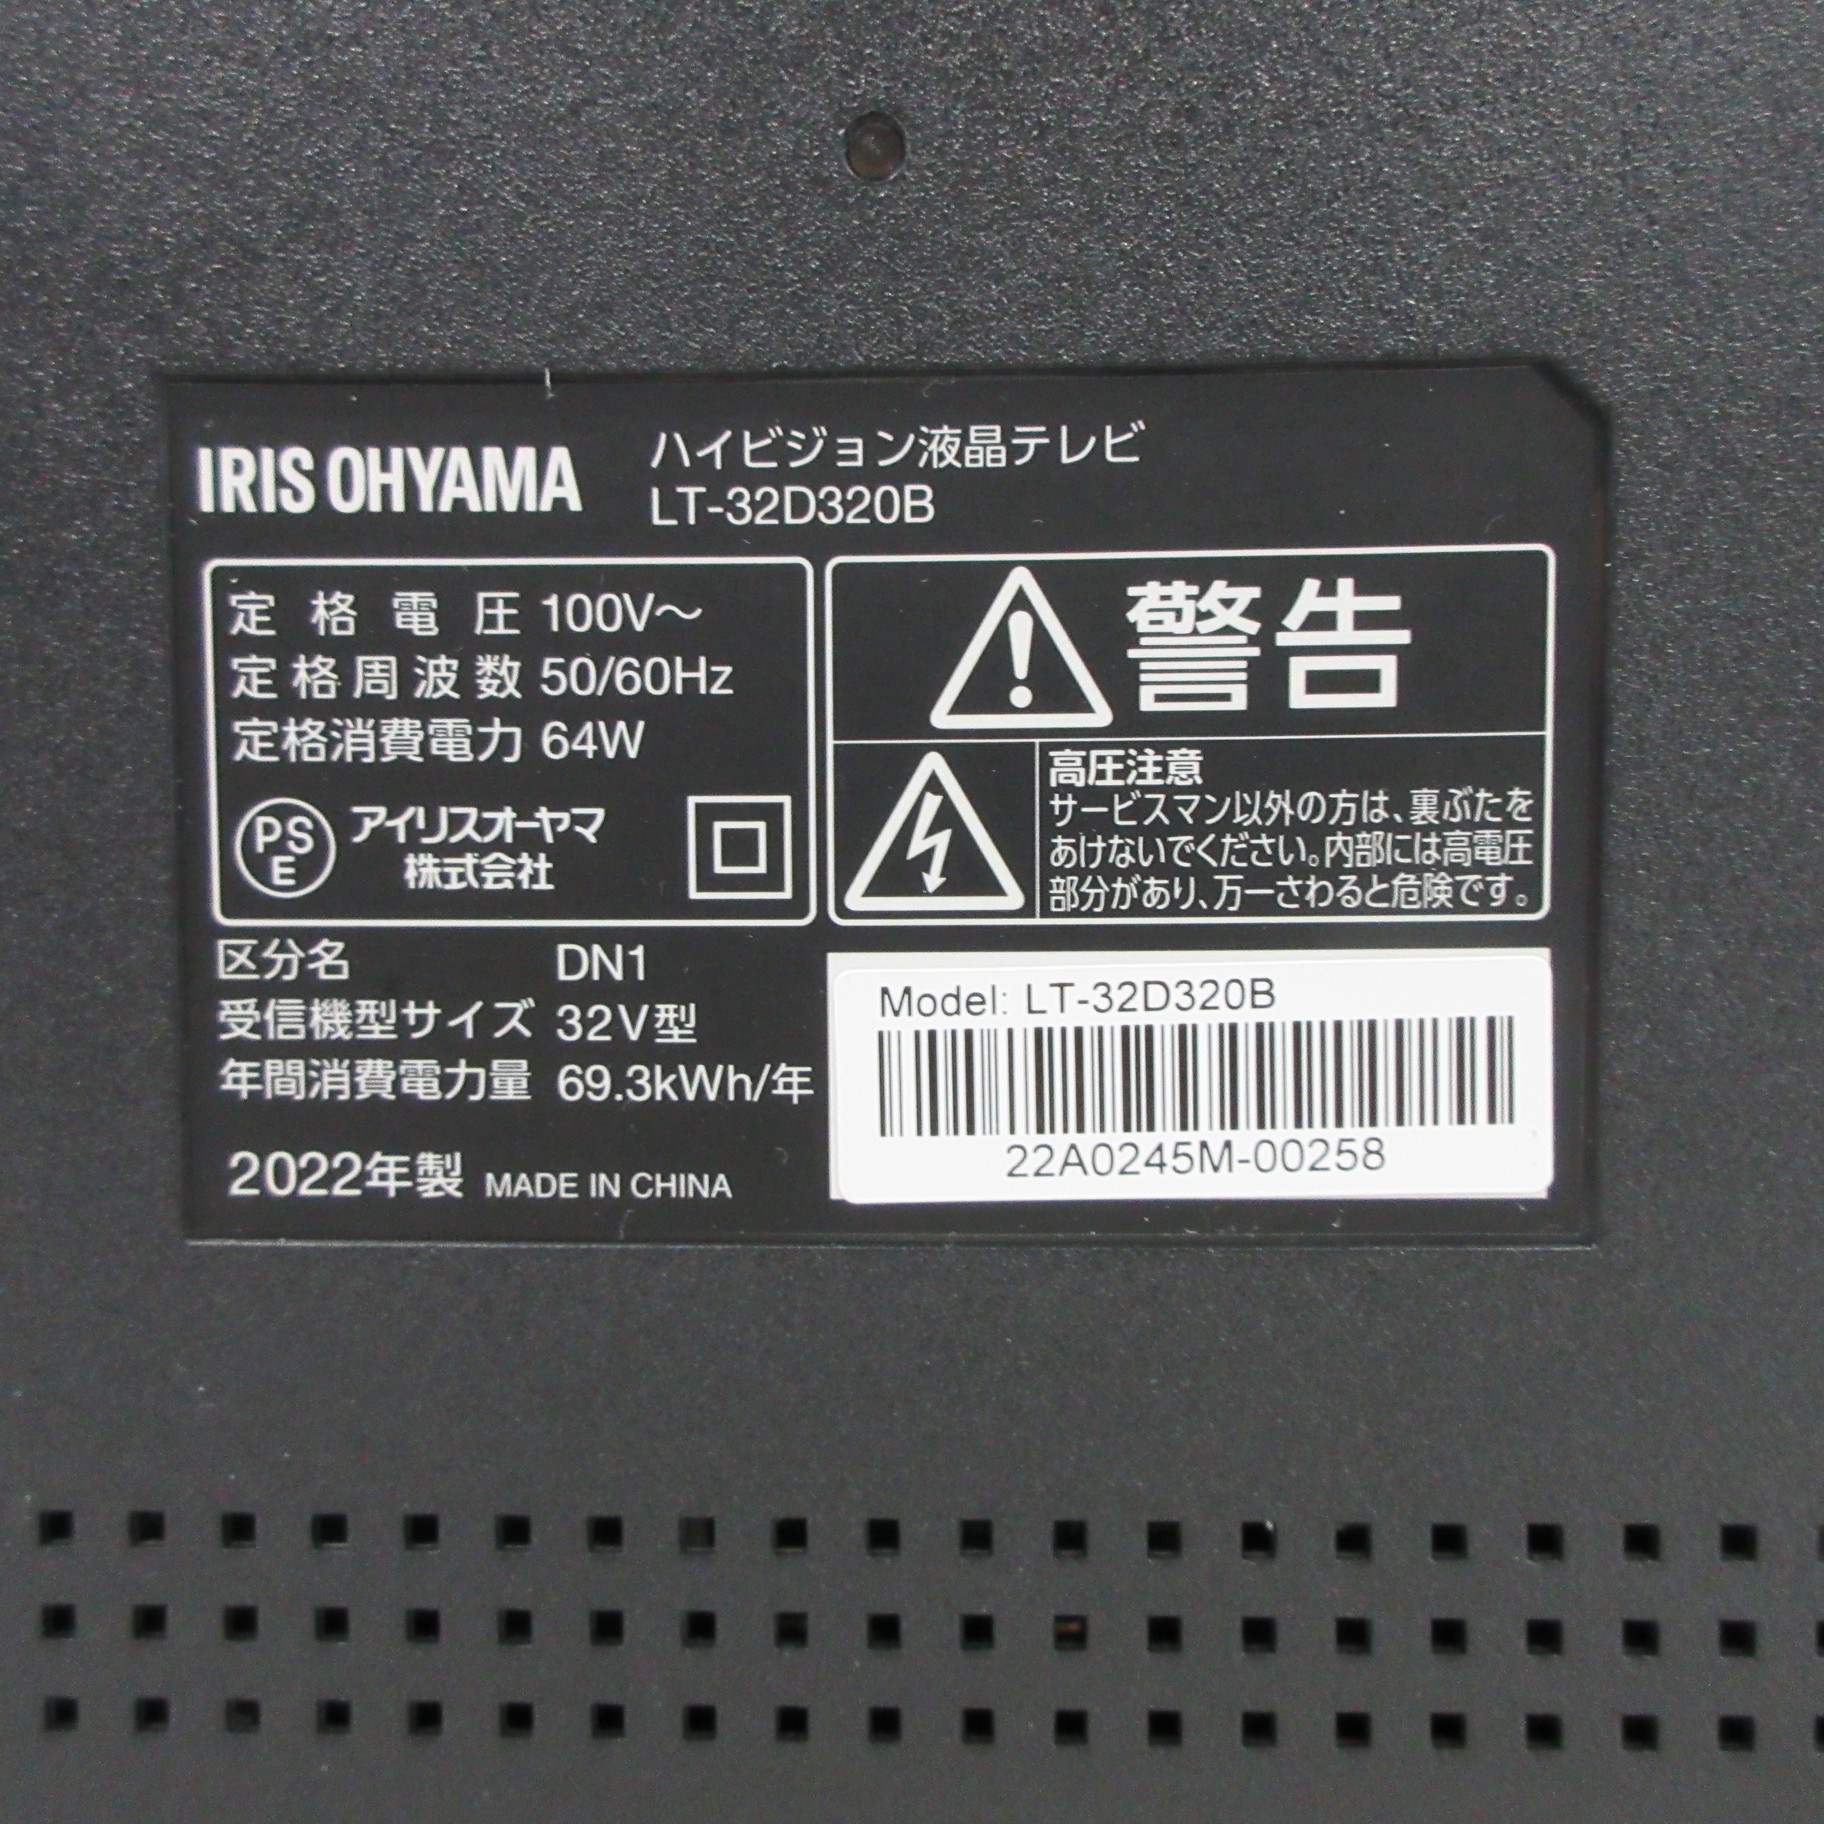 IRIS OHYAMA
ハイビジョン液晶テレビ
LT-32D320B
定格電圧 100V～
定格周波数 50/60Hz
定格消費電力 64W
PS
E
アイリスオーヤマ
株式会社
警告
高圧注意
サービスマン以外の方は、裏ぶたを
あけないでください。内部には高電圧
部分があり、万一さわると危険です。
区分名 DN1
受信機型サイズ 32V型
年間消費電力量 69.3kWh/年
2022年製 MADE IN CHINA
Model: LT-32D320B
22A0245M-00258